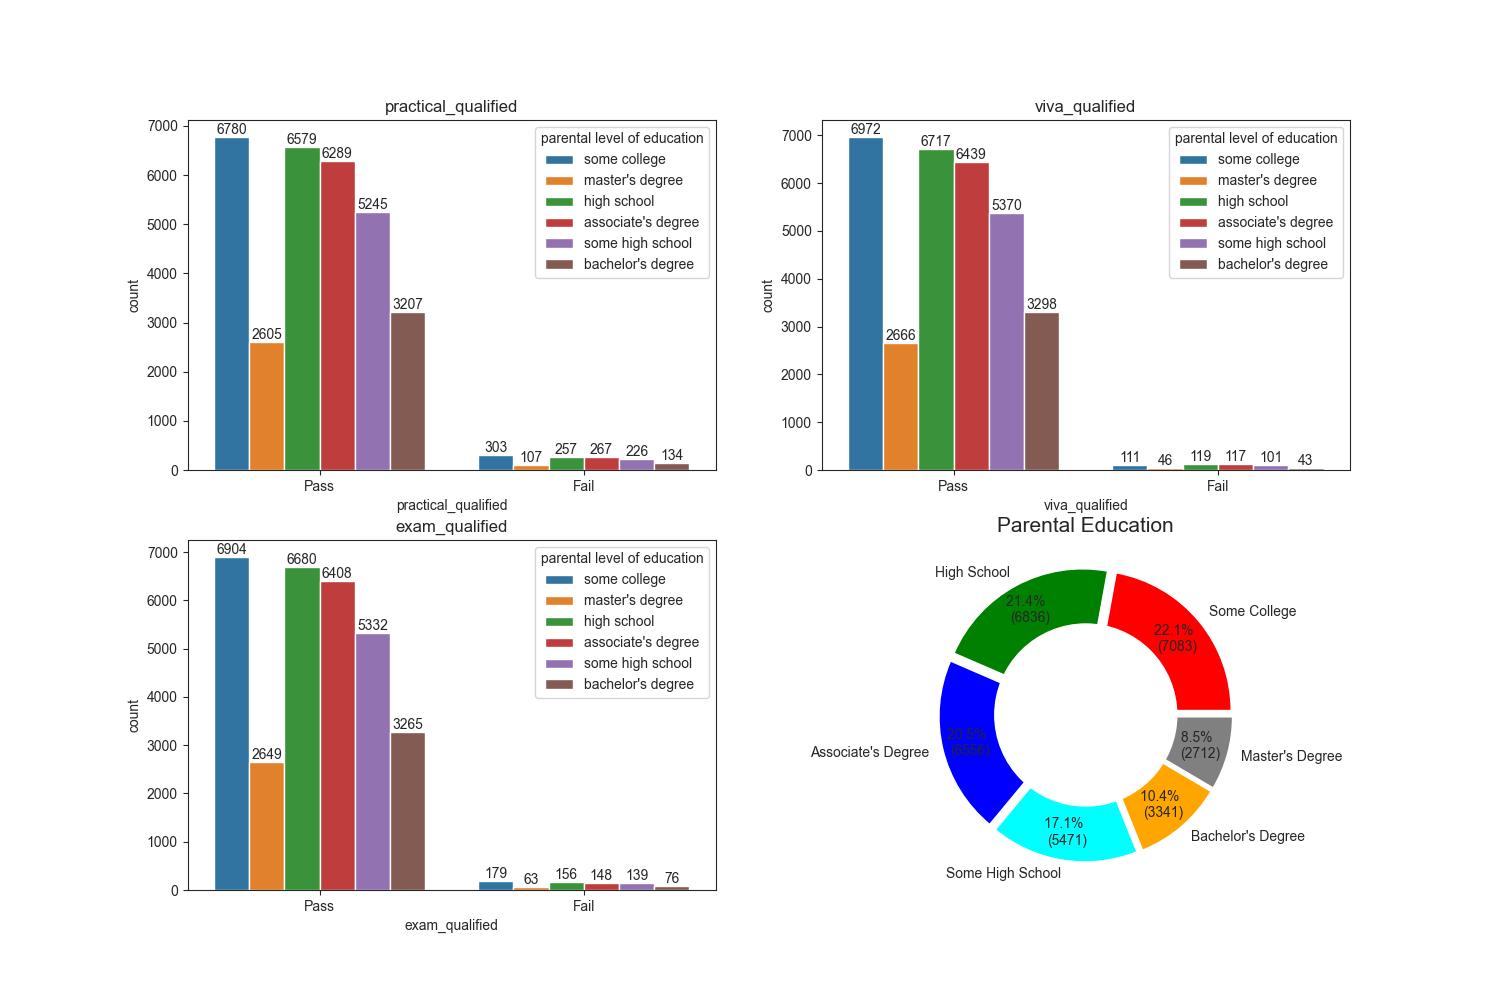 practical_qualified
7000
6000
5000
4000
3000
2000
1000
0
count
6780
2605
6579
6289
5245
3207
303
107
257
267
226
134
parental level of education
some college
master's degree
high school
associate's degree
some high school
bachelor's degree
Pass
Fail
practical_qualified
viva_qualified
7000
6000
5000
4000
3000
2000
1000
0
count
6972
2666
6717
6439
5370
3298
111
46
119
117
101
43
parental level of education
some college
master's degree
high school
associate's degree
some high school
bachelor's degree
Pass
Fail
viva_qualified
exam_qualified
7000
6000
5000
4000
3000
2000
1000
0
count
6904
2649
6680
6408
5332
3265
179
63
156
148
139
76
parental level of education
some college
master's degree
high school
associate's degree
some high school
bachelor's degree
Pass
Fail
exam_qualified
Parental Education
High School
21.4%
(6836)
Some College
22.1%
(7083)
Associate's Degree
Master's Degree
8.5%
(2712)
Bachelor's Degree
10.4%
(3341)
Some High School
17.1%
(5471)